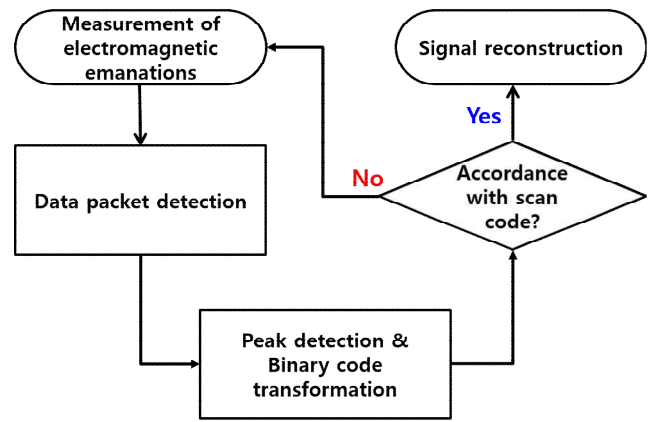 Measurement of
electromagnetic
emanations
Data packet detection
Peak detection &
Binary code
transformation
Accordance
with scan
code?
No
Yes
Signal reconstruction